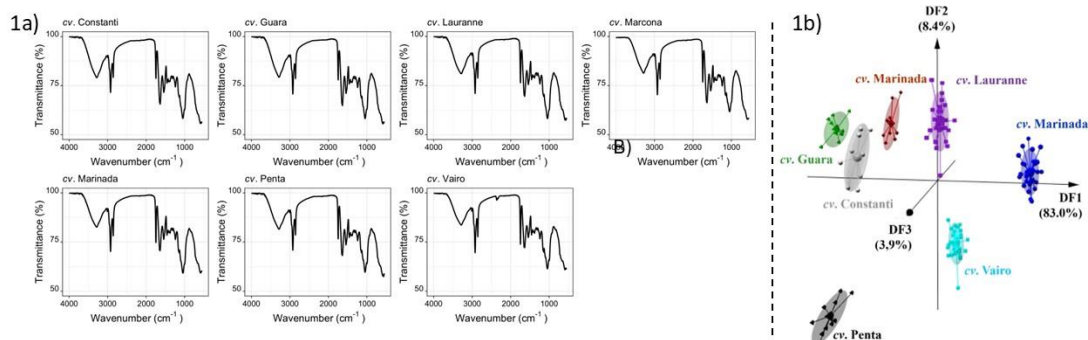 1a)
cv. Constanti
cv. Guara
cv. Lauranne
cv. Marcona
Transmittance (%)
100
75
50
4000 3000 2000 1000
Wavenumber (cm-1)
Transmittance (%)
100
75
50
4000 3000 2000 1000
Wavenumber (cm-1)
Transmittance (%)
100
75
50
4000 3000 2000 1000
Wavenumber (cm-1)
Transmittance (%)
100
75
50
4000 3000 2000 1000
Wavenumber (cm-1)
B)
cv. Marinada
cv. Penta
cv. Vairo
Transmittance (%)
100
75
50
4000 3000 2000 1000
Wavenumber (cm-1)
Transmittance (%)
100
75
50
4000 3000 2000 1000
Wavenumber (cm-1)
Transmittance (%)
100
75
50
4000 3000 2000 1000
Wavenumber (cm-1)
1b)
DF2
(8.4%)
cv. Marinada
cv. Lauranne
cv. Marinada
cv. Guara
cv. Constanti
DF1
(83.0%)
DF3
(3,9%)
cv. Vairo
cv. Penta